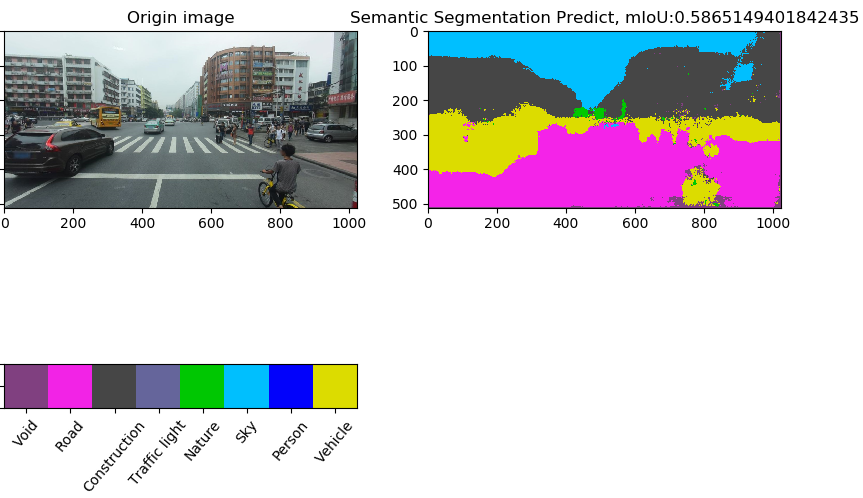 Origin image
Semantic Segmentation Predict, mIoU:0.5865149401842435
0
100
200
300
400
500
0 200 400 600 800 1000
0 200 400 600 800 1000
Void
Road
Construction
Traffic light
Nature
Sky
Person
Vehicle